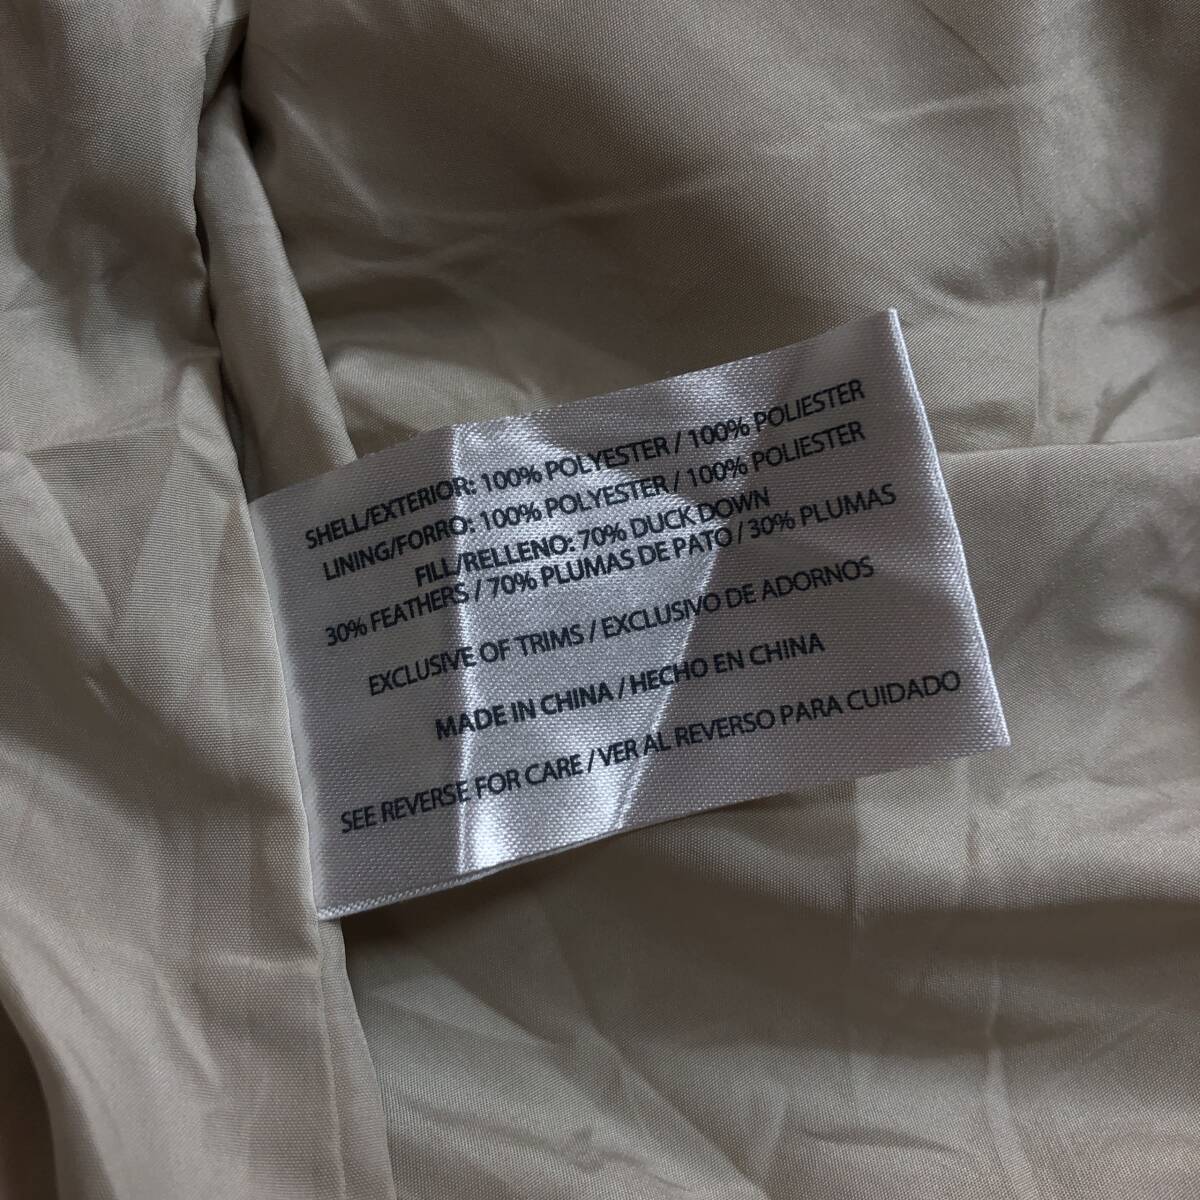 SHELL/EXTERIOR: 100% POLYESTER / 100% POLIESTER
LINING/FORRO: 100% POLYESTER / 100% POLIESTER
FILL/RELLENO: 70% DUCK DOWN
30% FEATHERS / 70% PLUMAS DE PATO / 30% PLUMAS
EXCLUSIVE OF TRIMS / EXCLUSIVO DE ADORNOS
MADE IN CHINA / HECHO EN CHINA
SEE REVERSE FOR CARE / VER AL REVERSO PARA CUIDADO